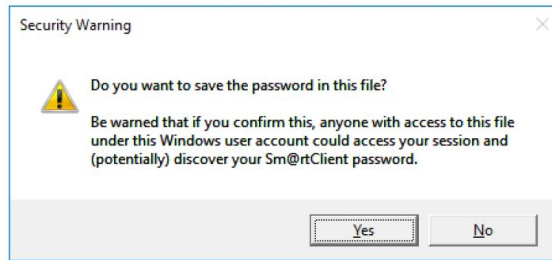 Security Warning
Do you want to save the password in this file?
Be warned that if you confirm this, anyone with access to this file
under this Windows user account could access your session and
(potentially) discover your Sm@rtClient password.
Yes
No